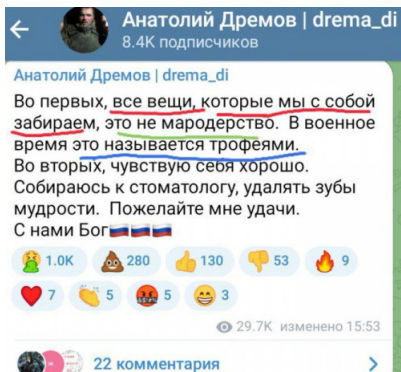 Анатолий Дремов | drema_di
8.4K подписчиков
Анатолий Дремов | drema_di
Во первых, все вещи, которые мы с собой
забираем, это не мародерство. В военное
время это называется трофеями.
Во вторых, чувствую себя хорошо.
Собираюсь к стоматологу, удалять зубы
мудрости. Пожелайте мне удачи.
С нами Бог🇷🇺🇷🇺🇷🇺
🤮 1.0K 💩 280 👍 130 👎 53 🔥 9
❤️ 7 👏 5 🤬 5 😁 3
29.7K изменено 15:53
22 комментария